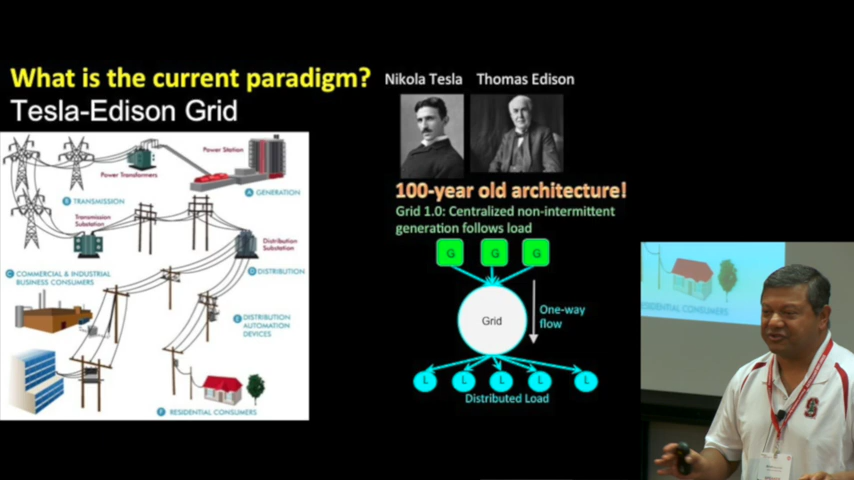 What is the current paradigm?
Tesla-Edison Grid
Nikola Tesla
Thomas Edison
100-year old architecture!
Grid 1.0: Centralized non-intermittent
generation follows load
G G G
Grid
One-way
flow
L L L L L
Distributed Load
Power Station
Power Transformers
A GENERATION
B TRANSMISSION
Transmission
Substation
Distribution
Substation
C COMMERCIAL & INDUSTRIAL
BUSINESS CONSUMERS
D DISTRIBUTION
E DISTRIBUTION
AUTOMATION
DEVICES
F RESIDENTIAL CONSUMERS
ESIDENTIAL CONSUMERS
S